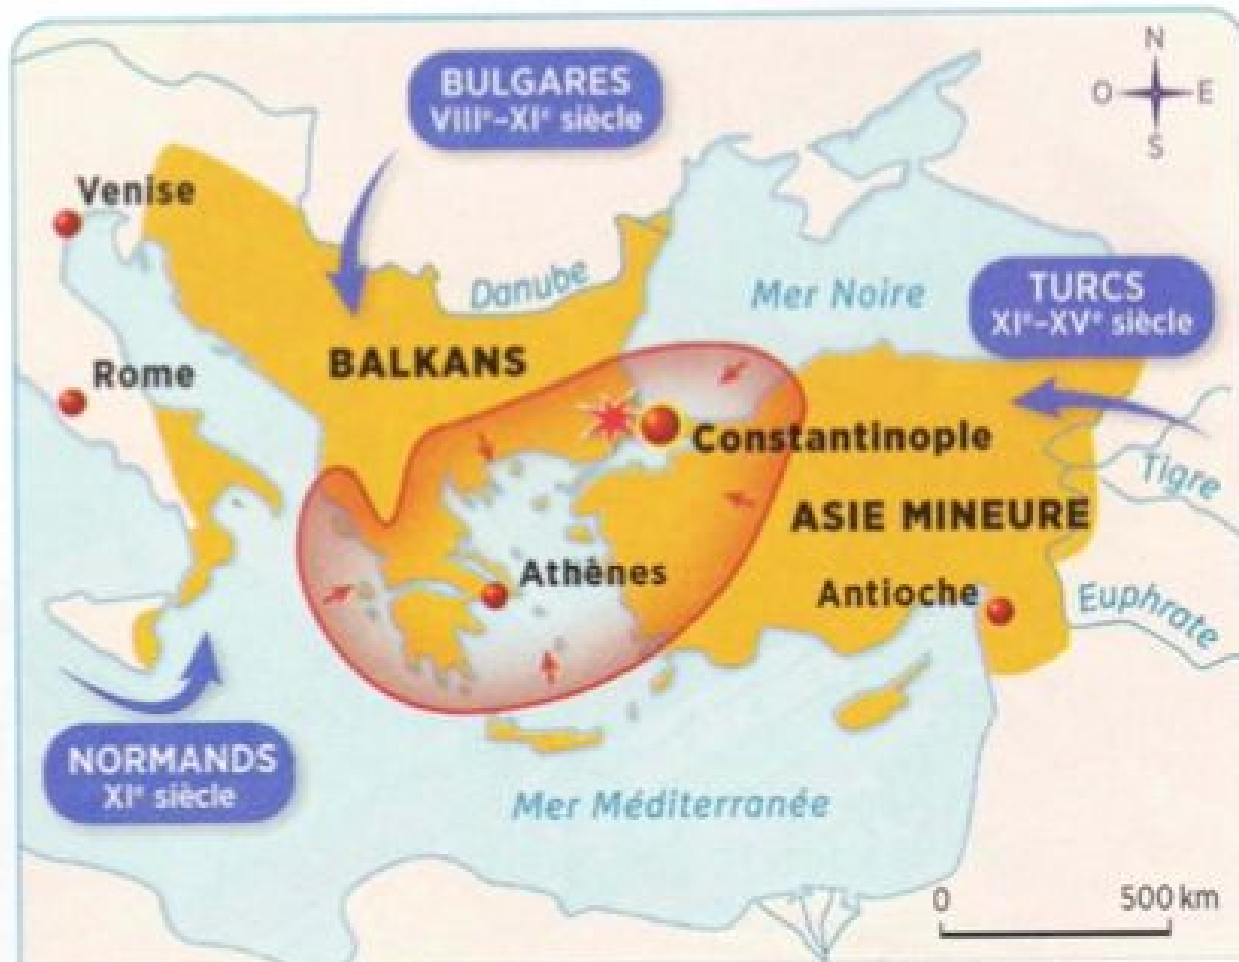 BULGARES
VIIIe-XIe siècle
N
O
E
S
Venise
Danube
Mer Noire
TURCS
XIe-XVe siècle
BALKANS
Rome
Constantinople
Tigre
ASIE MINEURE
Athènes
Antioche
Euphrate
NORMANDS
XIe siècle
Mer Méditerranée
0
500 km